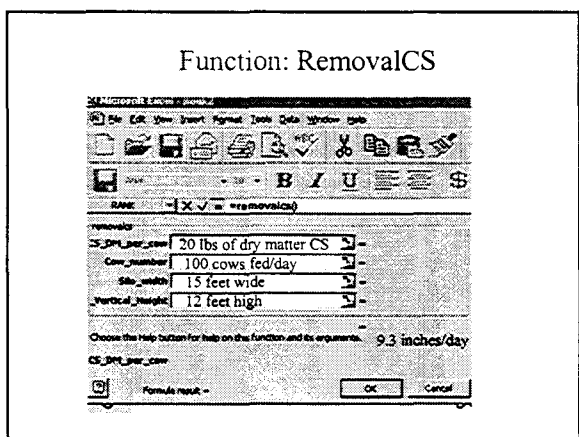 Function: RemovalCS
Microsoft Excel -
File Edit View Insert Format Tools Data Window Help
B I U $
RANK X ✓ = =removalcs()
removalcs
CS_DM_per_cow 20 lbs of dry matter CS =
Cow_number 100 cows fed/day =
Silo_width 15 feet wide =
_Vertical_Height 12 feet high =
=
Choose the Help button for help on this function and its arguments. 9.3 inches/day
CS_DM_per_cow
Formula result = OK Cancel